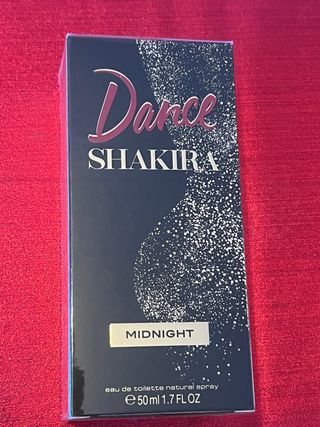 Dance
SHAKIRA
MIDNIGHT
eau de toilette natural spray
℮50ml 1.7 FL OZ